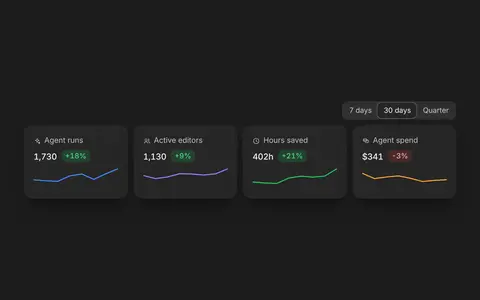 7 days 30 days Quarter
Agent runs
1,730 +18%
Active editors
1,130 +9%
Hours saved
402h +21%
Agent spend
$341 -3%